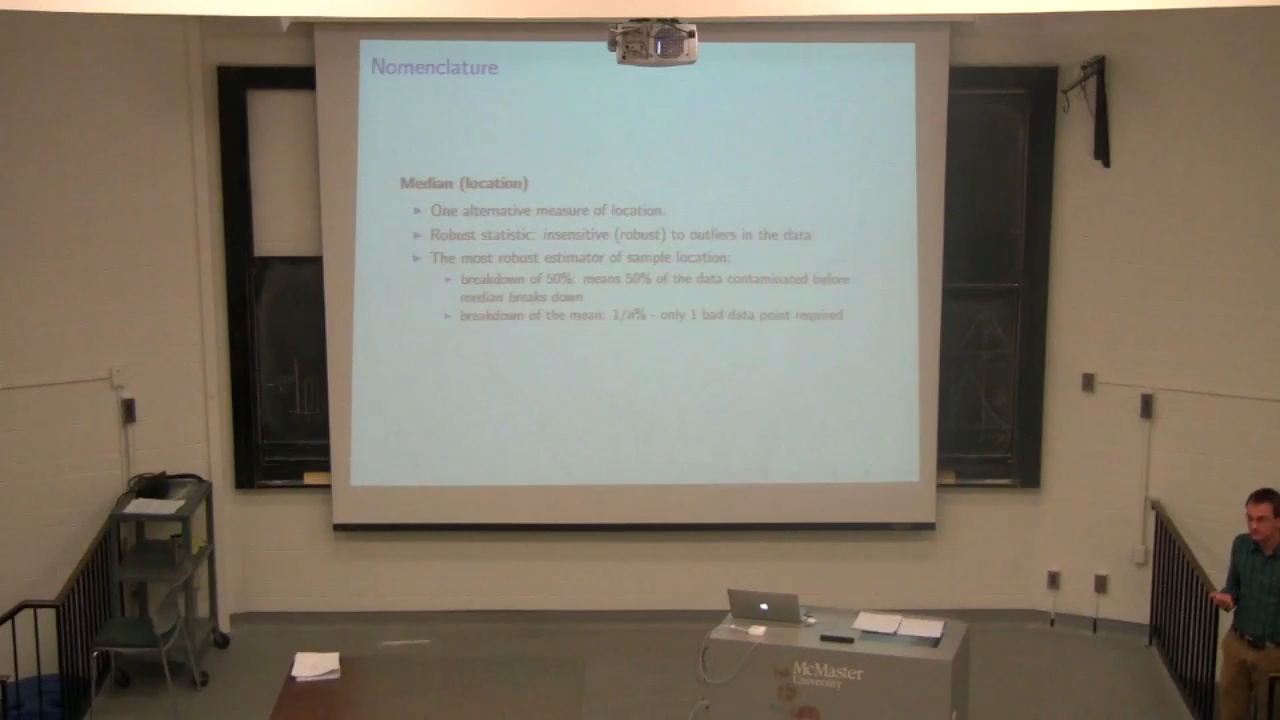 Nomenclature
Median (location)
One alternative measure of location.
Robust statistic: insensitive (robust) to outliers in the data
The most robust estimator of sample location:
breakdown of 50%: means 50% of the data contaminated before
median breaks down
breakdown of the mean: 1/n% - only 1 bad data point required
McMaster
University